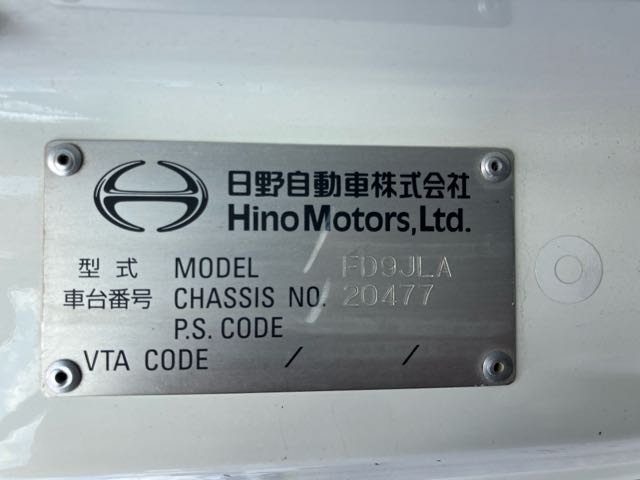 日野自動車株式会社
Hino Motors, Ltd.
型式 MODEL FD9JLA
車台番号 CHASSIS NO. 20477
P.S. CODE
VTA CODE / /